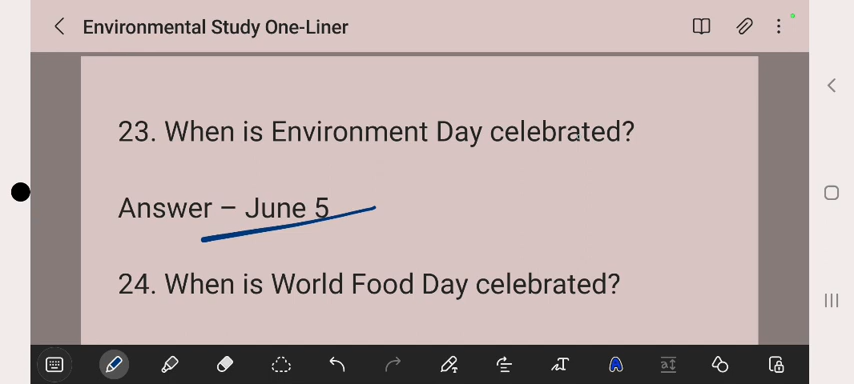 Environmental Study One-Liner
23. When is Environment Day celebrated?
Answer – June 5
24. When is World Food Day celebrated?